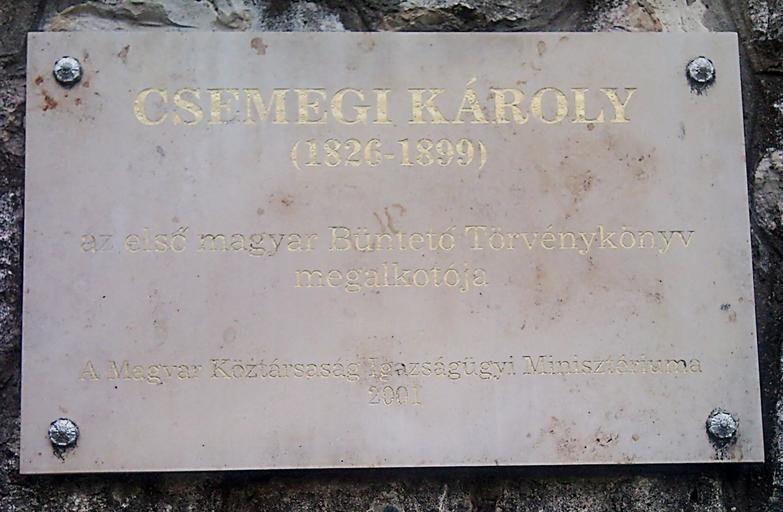 CSEMEGI KÁROLY
(1826-1899)
az első magyar Büntető Törvénykönyv
megalkotója
A Magyar Köztársaság Igazságügyi Minisztériuma
2001